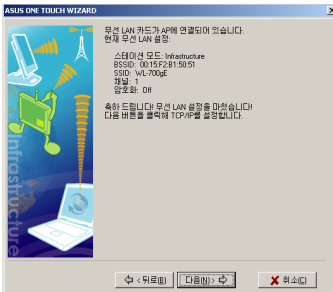 ASUS ONE TOUCH WIZARD
무선 LAN 카드가 AP에 연결되어 있습니다.
현재 무선 LAN 설정:
스테이션 모드: Infrastructure
BSSID: 00:15:F2:B1:50:51
SSID: WL-700gE
채널: 1
암호화: Off
축하 드립니다! 무선 LAN 설정을 마쳤습니다!
다음 버튼을 클릭해 TCP/IP를 설정합니다.
Infrastructure
< 뒤로(B)
다음(N) >
취소(C)